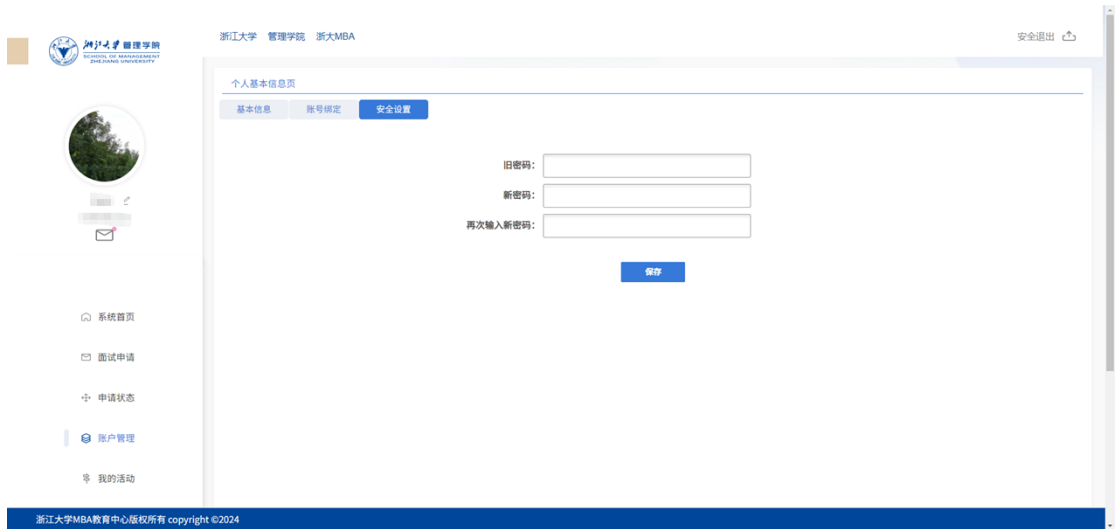 浙江大学 管理学院
SCHOOL OF MANAGEMENT
ZHEJIANG UNIVERSITY
浙江大学 管理学院 浙大MBA
安全退出
个人基本信息页
基本信息 账号绑定 安全设置
旧密码：
新密码：
再次输入新密码：
保存
系统首页
面试申请
申请状态
账户管理
我的活动
浙江大学MBA教育中心版权所有 copyright ©2024